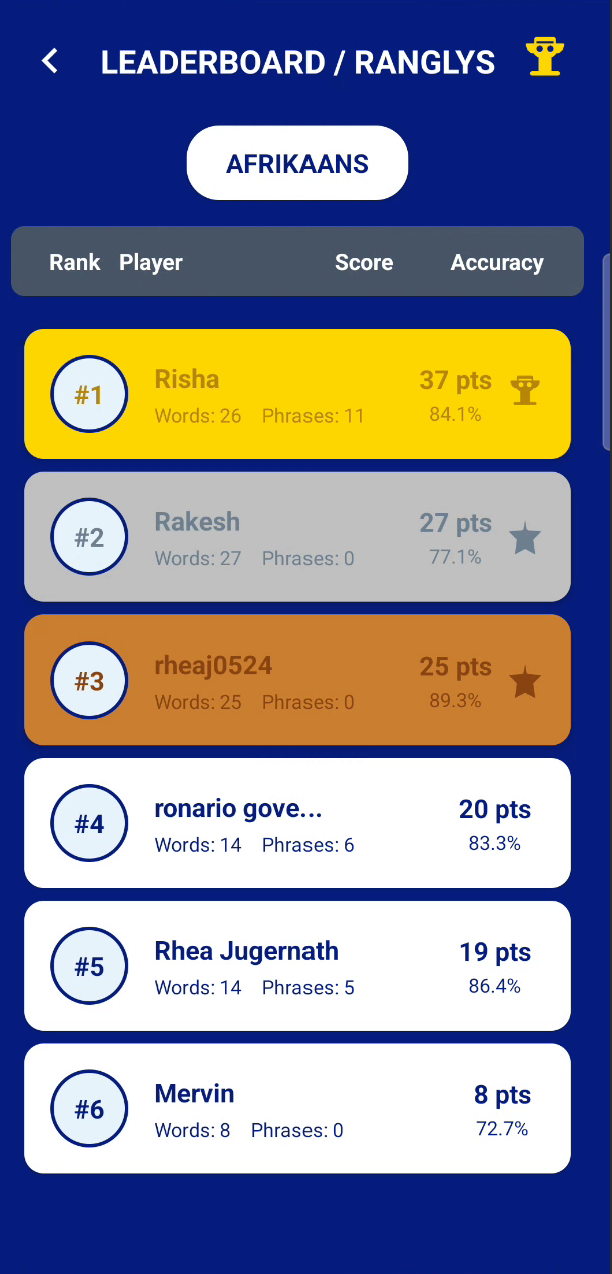 LEADERBOARD / RANGLYS
AFRIKAANS
Rank Player Score Accuracy
#1 Risha 37 pts
Words: 26 Phrases: 11 84.1%
#2 Rakesh 27 pts
Words: 27 Phrases: 0 77.1%
#3 rheaj0524 25 pts
Words: 25 Phrases: 0 89.3%
#4 ronario gove... 20 pts
Words: 14 Phrases: 6 83.3%
#5 Rhea Jugernath 19 pts
Words: 14 Phrases: 5 86.4%
#6 Mervin 8 pts
Words: 8 Phrases: 0 72.7%